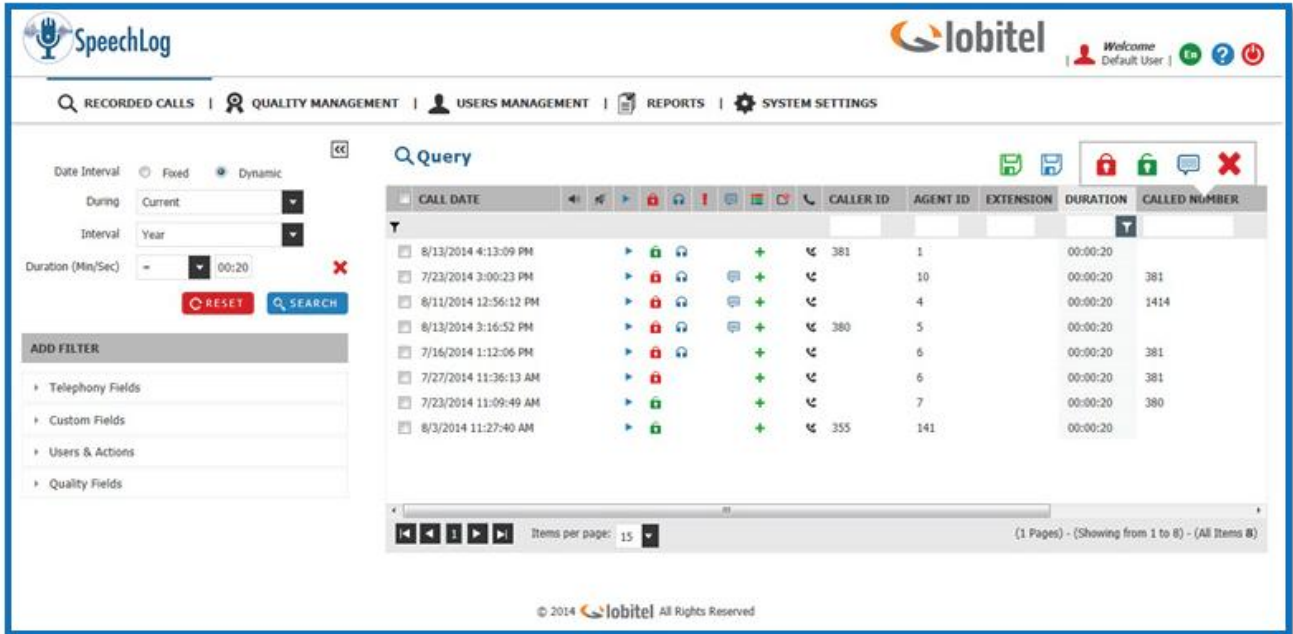 SpeechLog
Globitel
| Welcome Default User | En ?
RECORDED CALLS | QUALITY MANAGEMENT | USERS MANAGEMENT | REPORTS | SYSTEM SETTINGS
<<
Date Interval Fixed Dynamic
During Current
Interval Year
Duration (Min/Sec) = 00:20
RESET SEARCH
ADD FILTER
Telephony Fields
Custom Fields
Users & Actions
Quality Fields
Query
CALL DATE CALLER ID AGENT ID EXTENSION DURATION CALLED NUMBER
8/13/2014 4:13:09 PM 381 1 00:00:20
7/23/2014 3:00:23 PM 10 00:00:20 381
8/11/2014 12:56:12 PM 4 00:00:20 1414
8/13/2014 3:16:52 PM 380 5 00:00:20
7/16/2014 1:12:06 PM 6 00:00:20 381
7/27/2014 11:36:13 AM 6 00:00:20 381
7/23/2014 11:09:49 AM 7 00:00:20 380
8/3/2014 11:27:40 AM 355 141 00:00:20
1 Items per page: 15 (1 Pages) - (Showing from 1 to 8) - (All Items 8)
© 2014 Globitel All Rights Reserved